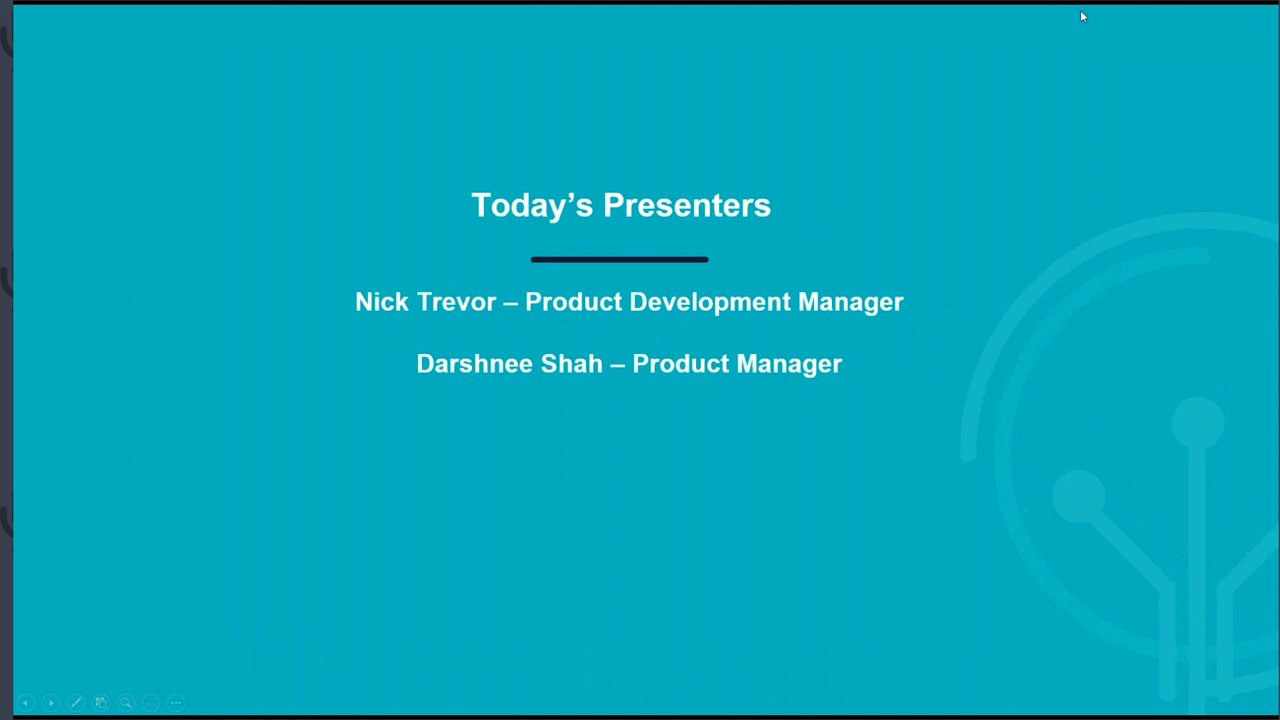 Today’s Presenters
Nick Trevor – Product Development Manager
Darshnee Shah – Product Manager